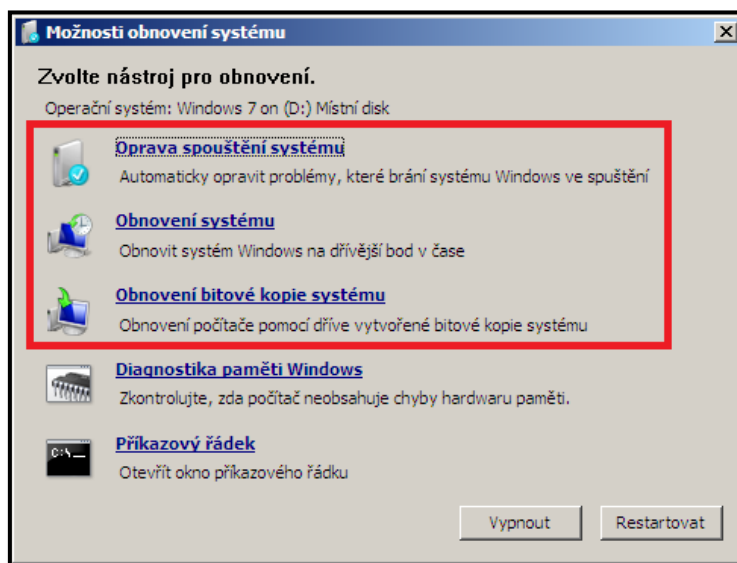 Možnosti obnovení systému
Zvolte nástroj pro obnovení.
Operační systém: Windows 7 on (D:) Místní disk
Oprava spouštění systému
Automaticky opravit problémy, které brání systému Windows ve spuštění
Obnovení systému
Obnovit systém Windows na dřívější bod v čase
Obnovení bitové kopie systému
Obnovení počítače pomocí dříve vytvořené bitové kopie systému
Diagnostika paměti Windows
Zkontrolujte, zda počítač neobsahuje chyby hardwaru paměti.
C:\_
Příkazový řádek
Otevřít okno příkazového řádku
Vypnout Restartovat